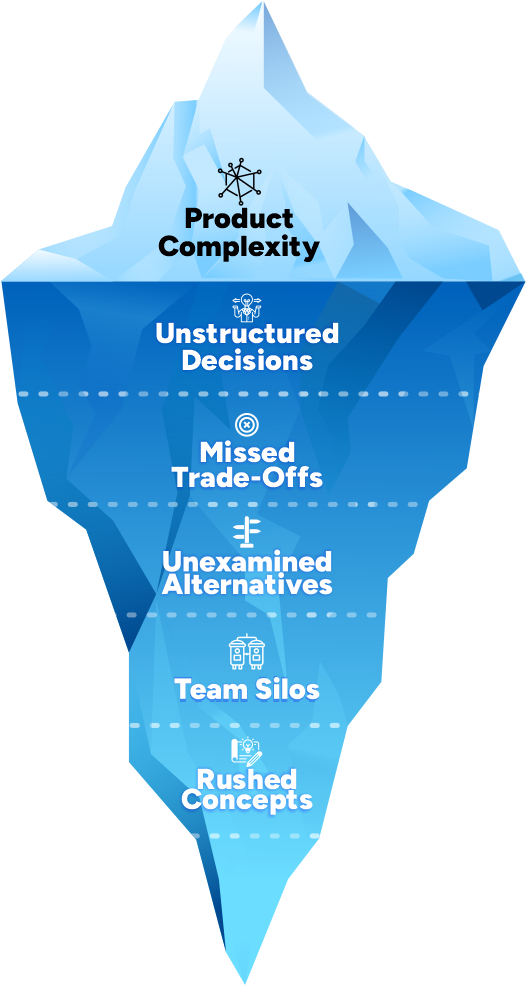 Product
Complexity
Unstructured
Decisions
Missed
Trade-Offs
Unexamined
Alternatives
Team Silos
Rushed
Concepts